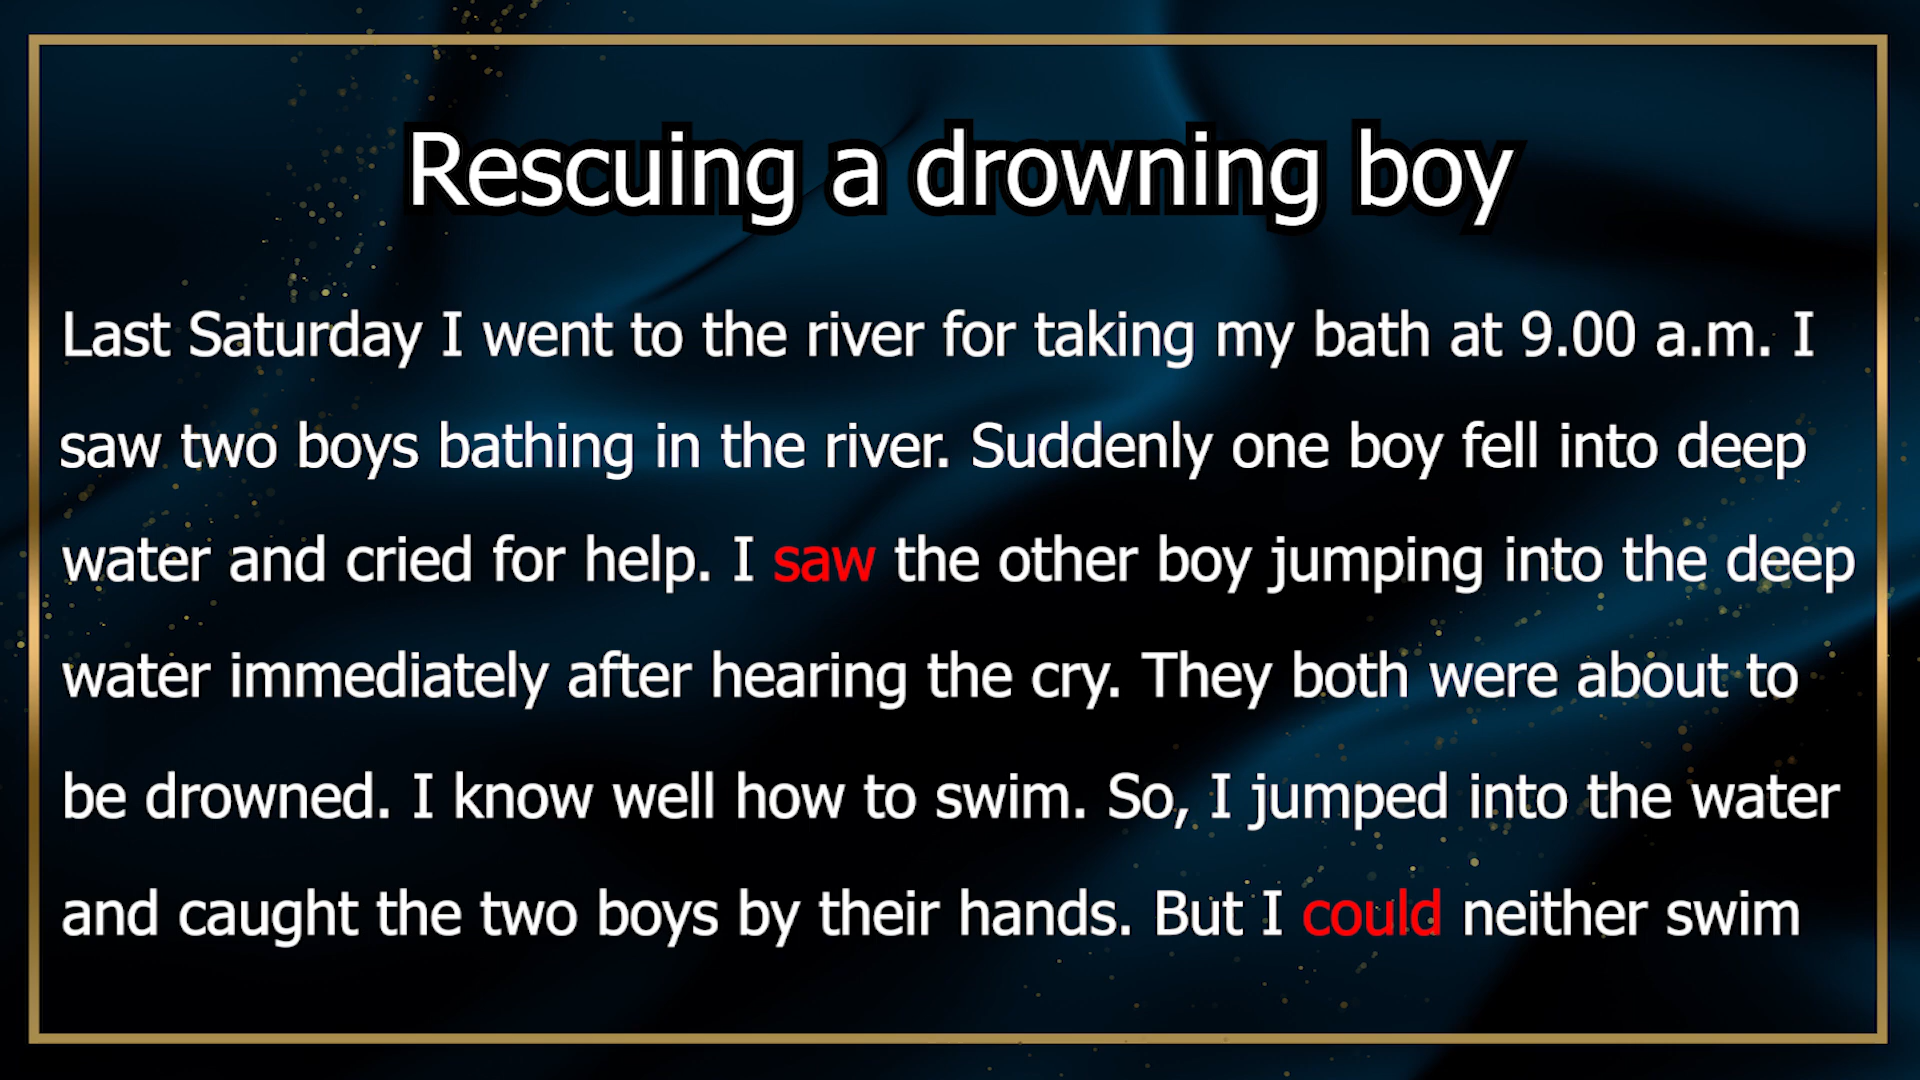 Rescuing a drowning boy
Last Saturday I went to the river for taking my bath at 9.00 a.m. I
saw two boys bathing in the river. Suddenly one boy fell into deep
water and cried for help. I saw the other boy jumping into the deep
water immediately after hearing the cry. They both were about to
be drowned. I know well how to swim. So, I jumped into the water
and caught the two boys by their hands. But I could neither swim